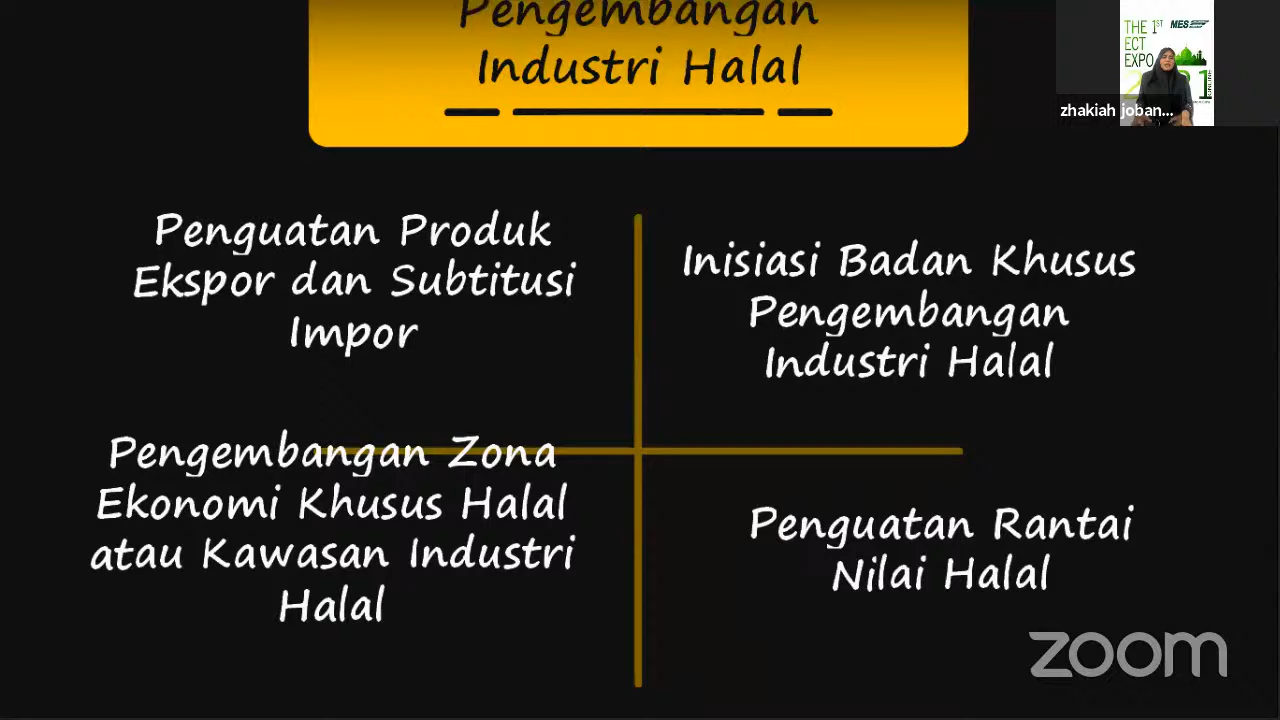 Pengembangan
Industri Halal
THE 1ST
ECT
EXPO
MES
zhakiah joban...
Penguatan Produk
Ekspor dan Subtitusi
Impor
Inisiasi Badan Khusus
Pengembangan
Industri Halal
Pengembangan Zona
Ekonomi Khusus Halal
atau Kawasan Industri
Halal
Penguatan Rantai
Nilai Halal
zoom